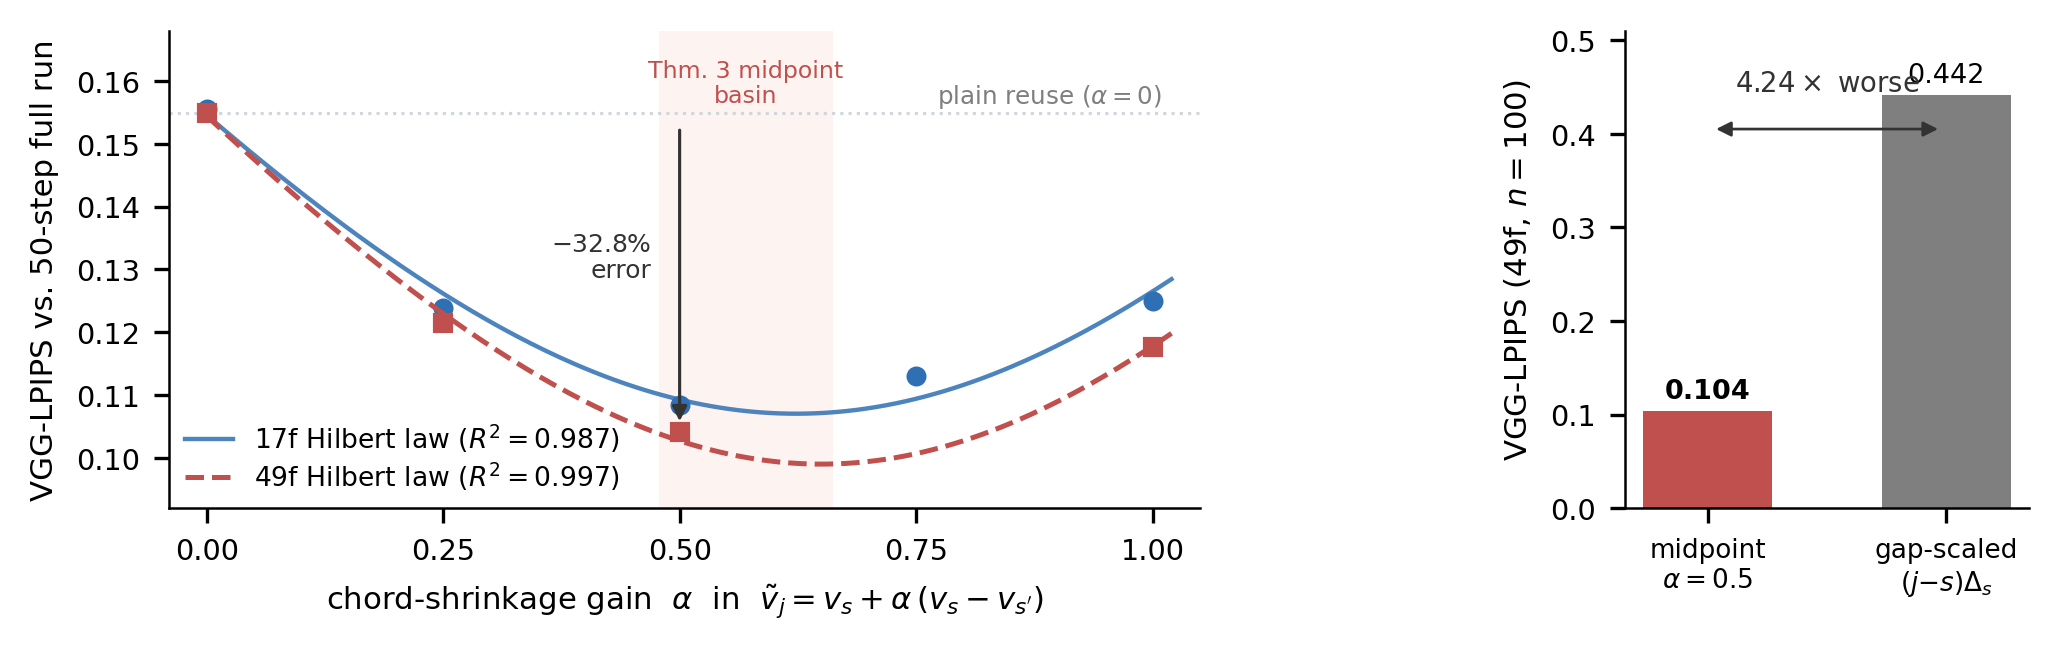 VGG-LPIPS vs. 50-step full run
0.16
0.15
0.14
0.13
0.12
0.11
0.10
Thm. 3 midpoint
basin
plain reuse (α = 0)
−32.8%
error
17f Hilbert law (R² = 0.987)
49f Hilbert law (R² = 0.997)
0.00
0.25
0.50
0.75
1.00
chord-shrinkage gain α in ṽ_j = v_s + α (v_s − v_s′)
VGG-LPIPS (49f, n = 100)
0.5
0.4
0.3
0.2
0.1
0.0
4.24 × worse
0.442
0.104
midpoint
α = 0.5
gap-scaled
(j−s)Δ_s